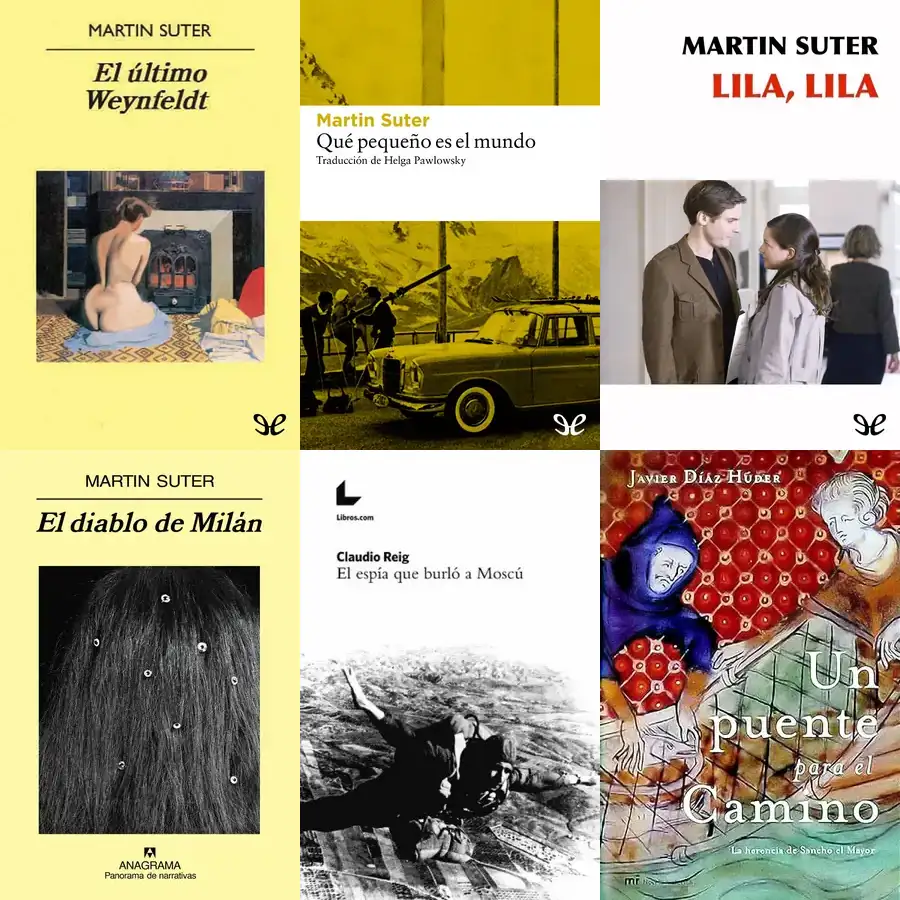 MARTIN SUTER
El último
Weynfeldt
Martin Suter
Qué pequeño es el mundo
Traducción de Helga Pawlowsky
MARTIN SUTER
LILA, LILA
MARTIN SUTER
El diablo de Milán
ANAGRAMA
Panorama de narrativas
Libros.com
Claudio Reig
El espía que burló a Moscú
JAVIER DÍAZ HÚDER
Un
puente
para el
Camino
La herencia de Sancho el Mayor
mr